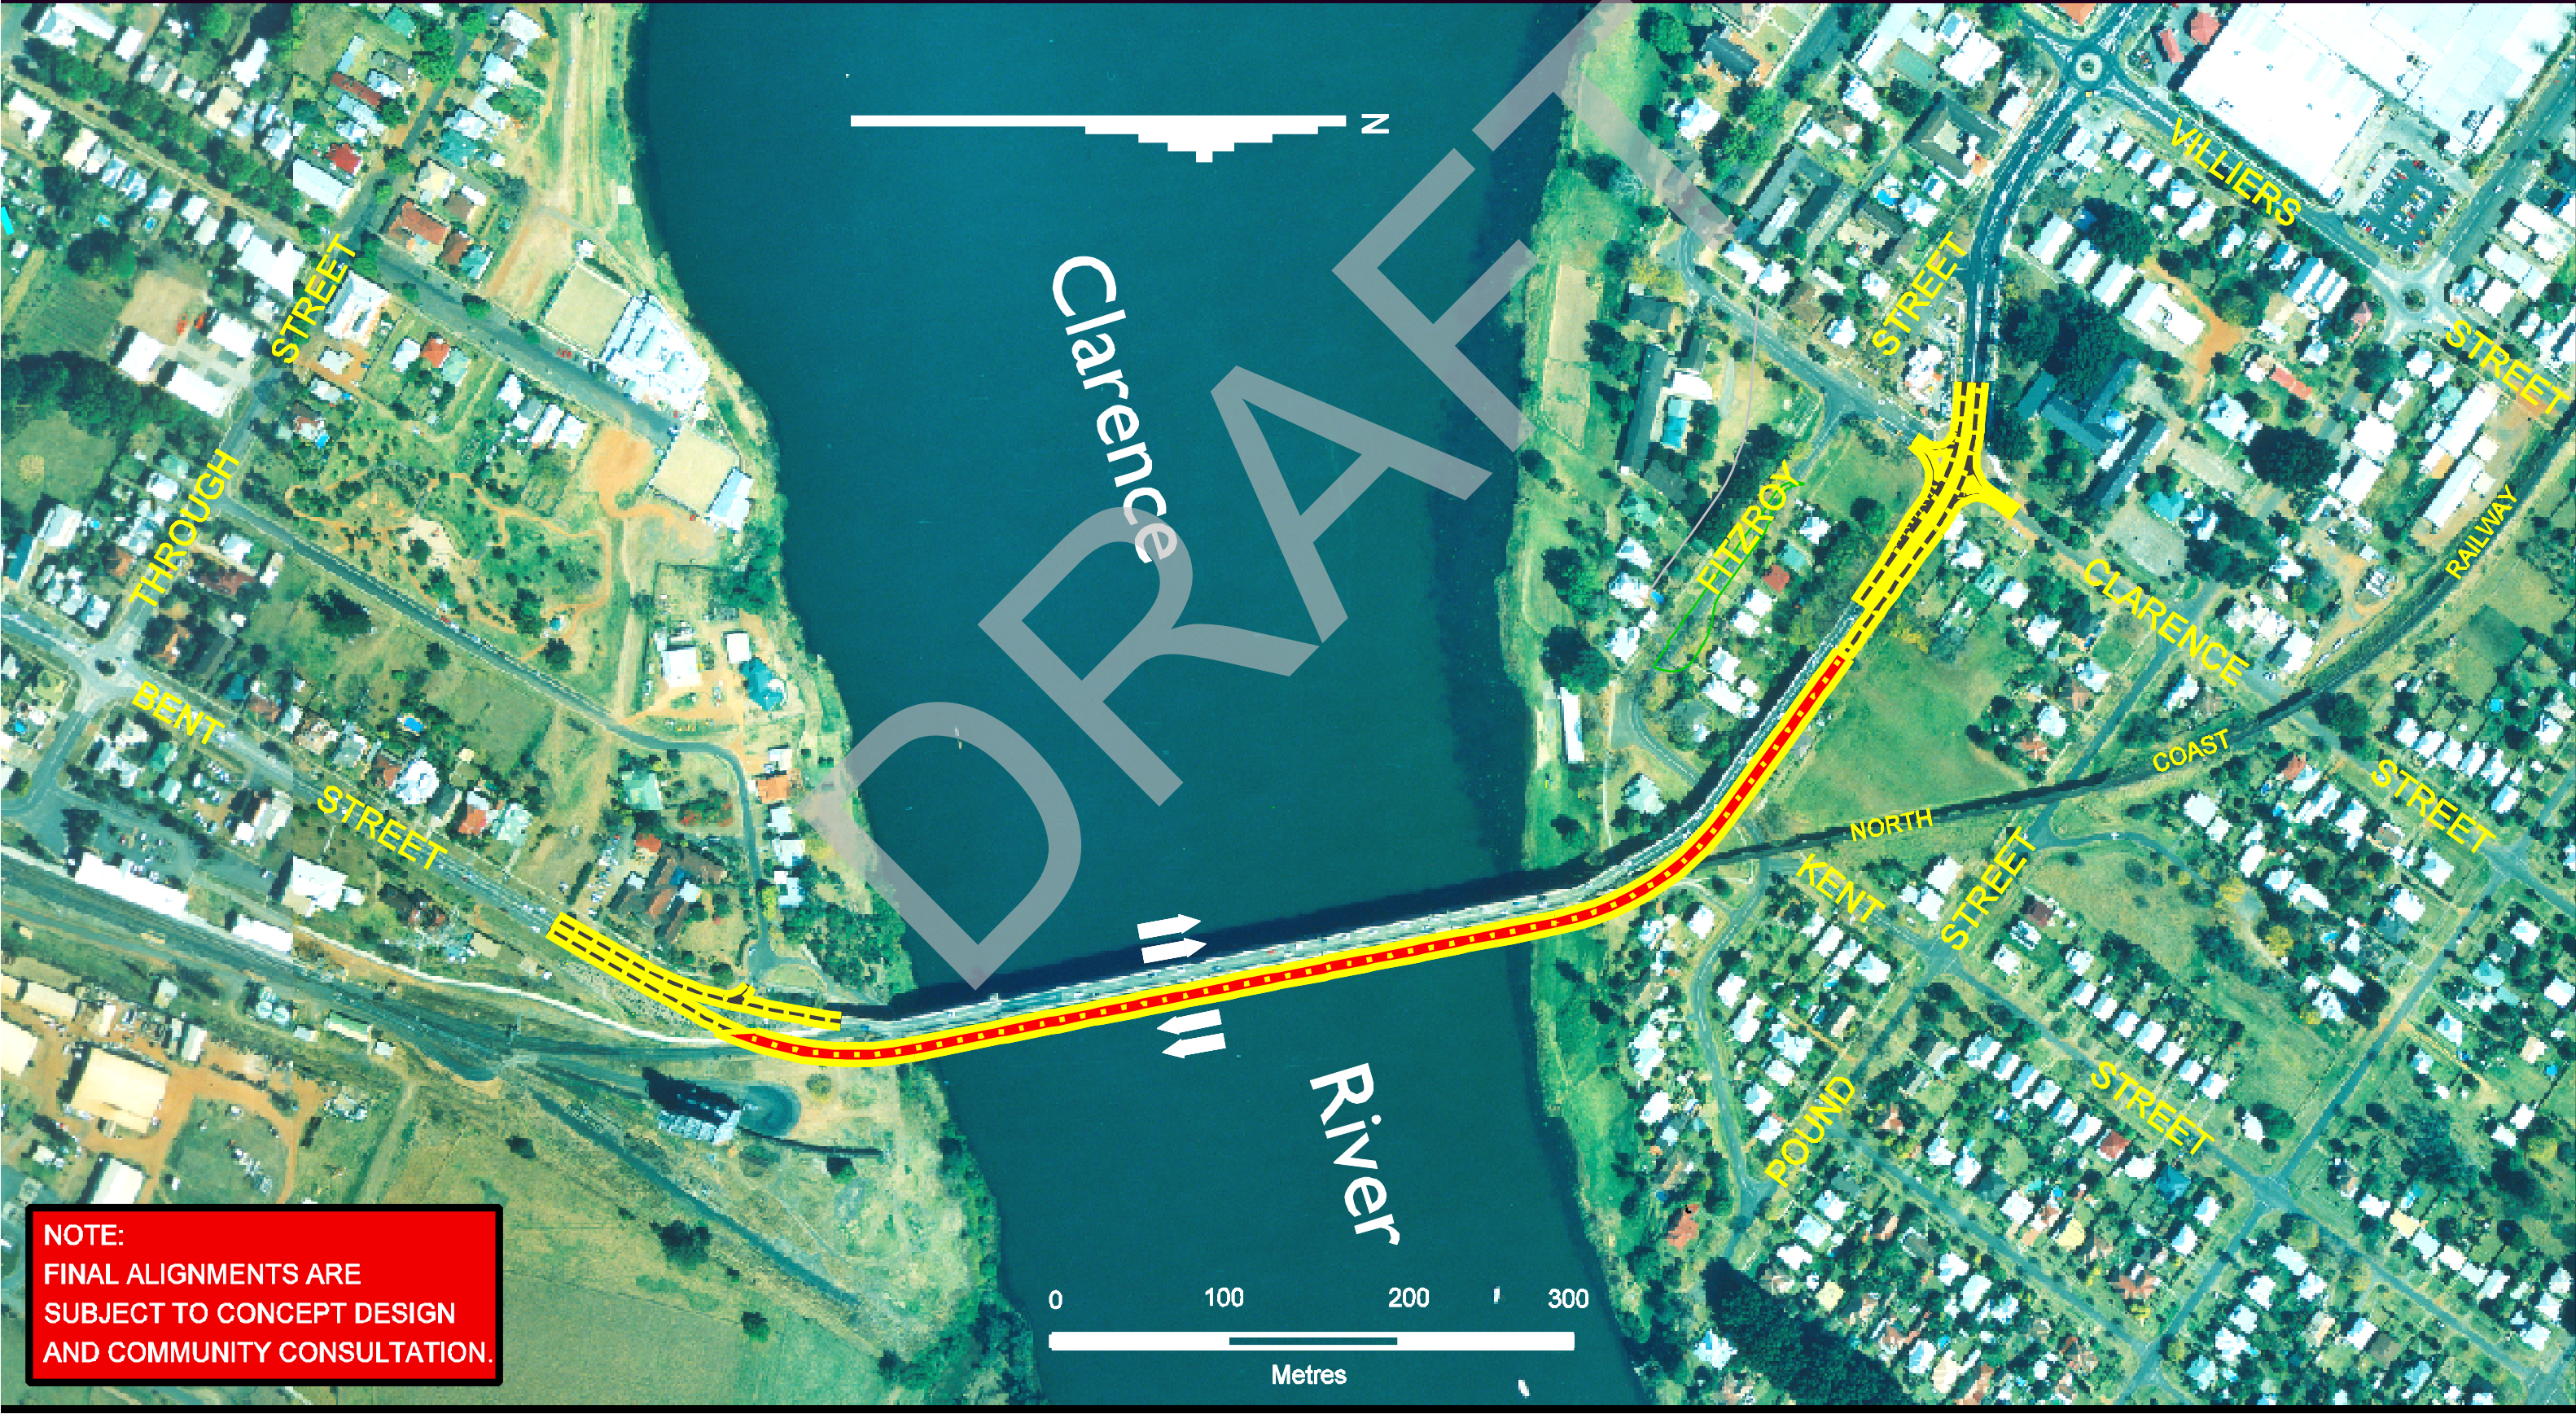 N
VILLIERS
STREET
STREET
STREET
THROUGH
Clarence
DRAFT
FITZROY
CLARENCE
STREET
RAILWAY
COAST
NORTH
BENT
STREET
KENT
STREET
STREET
POUND
River
0 100 200 300
Metres
NOTE:
FINAL ALIGNMENTS ARE
SUBJECT TO CONCEPT DESIGN
AND COMMUNITY CONSULTATION.